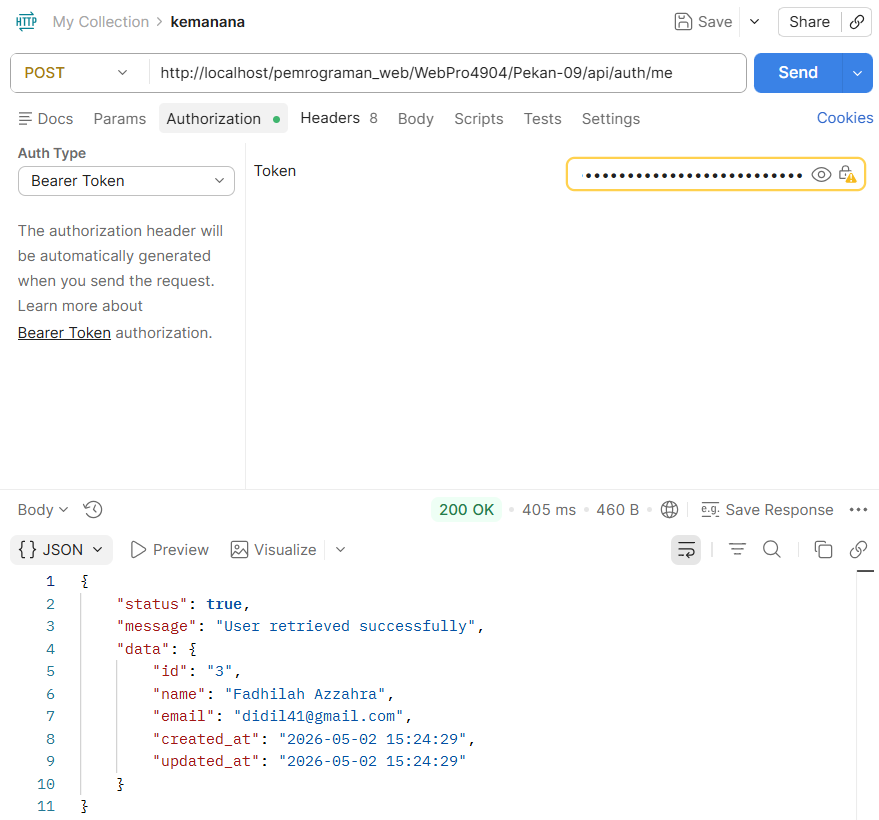 HTTP My Collection > kemanana Save Share
POST http://localhost/pemrograman_web/WebPro4904/Pekan-09/api/auth/me Send
Docs Params Authorization Headers 8 Body Scripts Tests Settings Cookies
Auth Type
Bearer Token
Token
The authorization header will
be automatically generated
when you send the request.
Learn more about
Bearer Token authorization.
Body 200 OK 405 ms 460 B e.g. Save Response
{} JSON Preview Visualize
1 {
2 "status": true,
3 "message": "User retrieved successfully",
4 "data": {
5 "id": "3",
6 "name": "Fadhilah Azzahra",
7 "email": "didil41@gmail.com",
8 "created_at": "2026-05-02 15:24:29",
9 "updated_at": "2026-05-02 15:24:29"
10 }
11 }